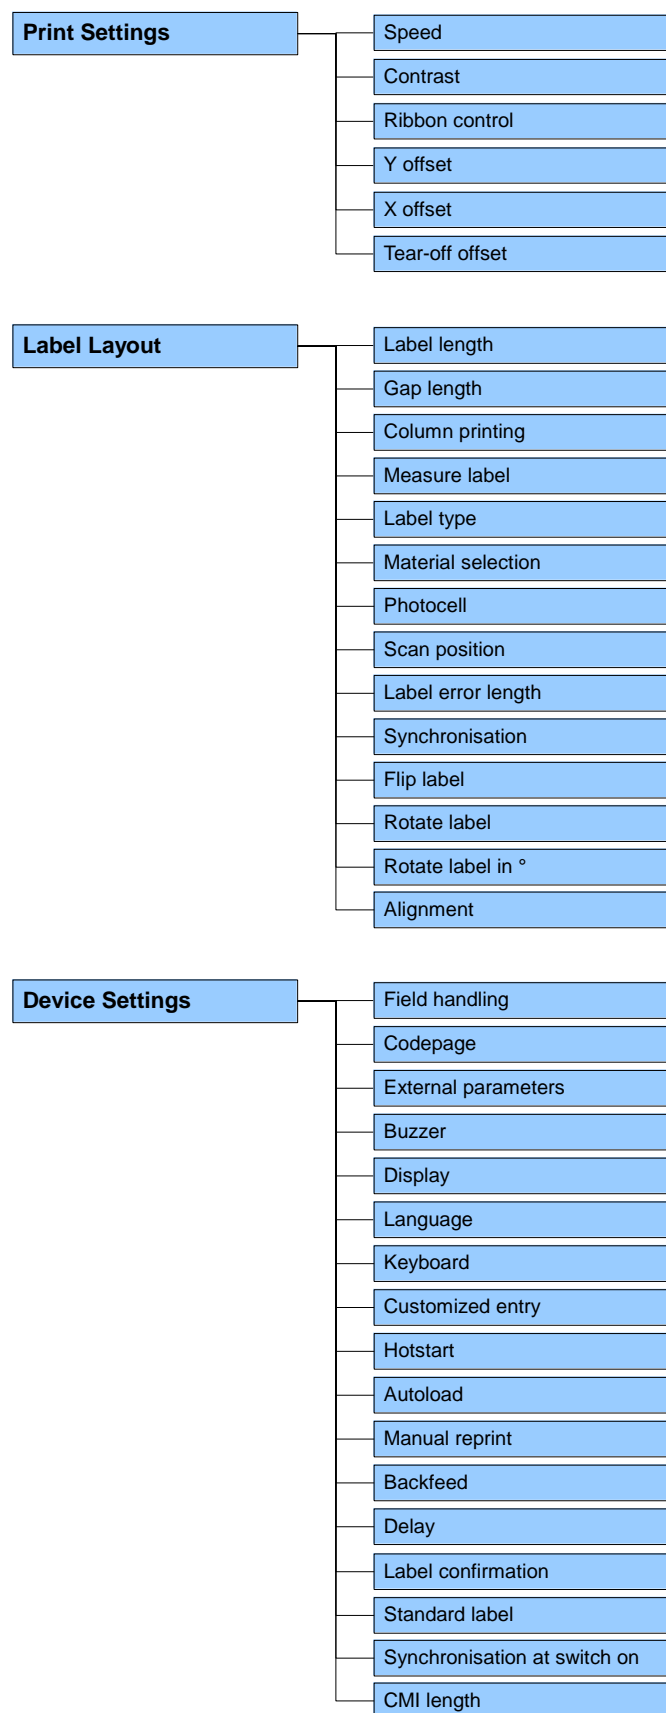 Print Settings
Speed
Contrast
Ribbon control
Y offset
X offset
Tear-off offset
Label Layout
Label length
Gap length
Column printing
Measure label
Label type
Material selection
Photocell
Scan position
Label error length
Synchronisation
Flip label
Rotate label
Rotate label in °
Alignment
Device Settings
Field handling
Codepage
External parameters
Buzzer
Display
Language
Keyboard
Customized entry
Hotstart
Autoload
Manual reprint
Backfeed
Delay
Label confirmation
Standard label
Synchronisation at switch on
CMI length